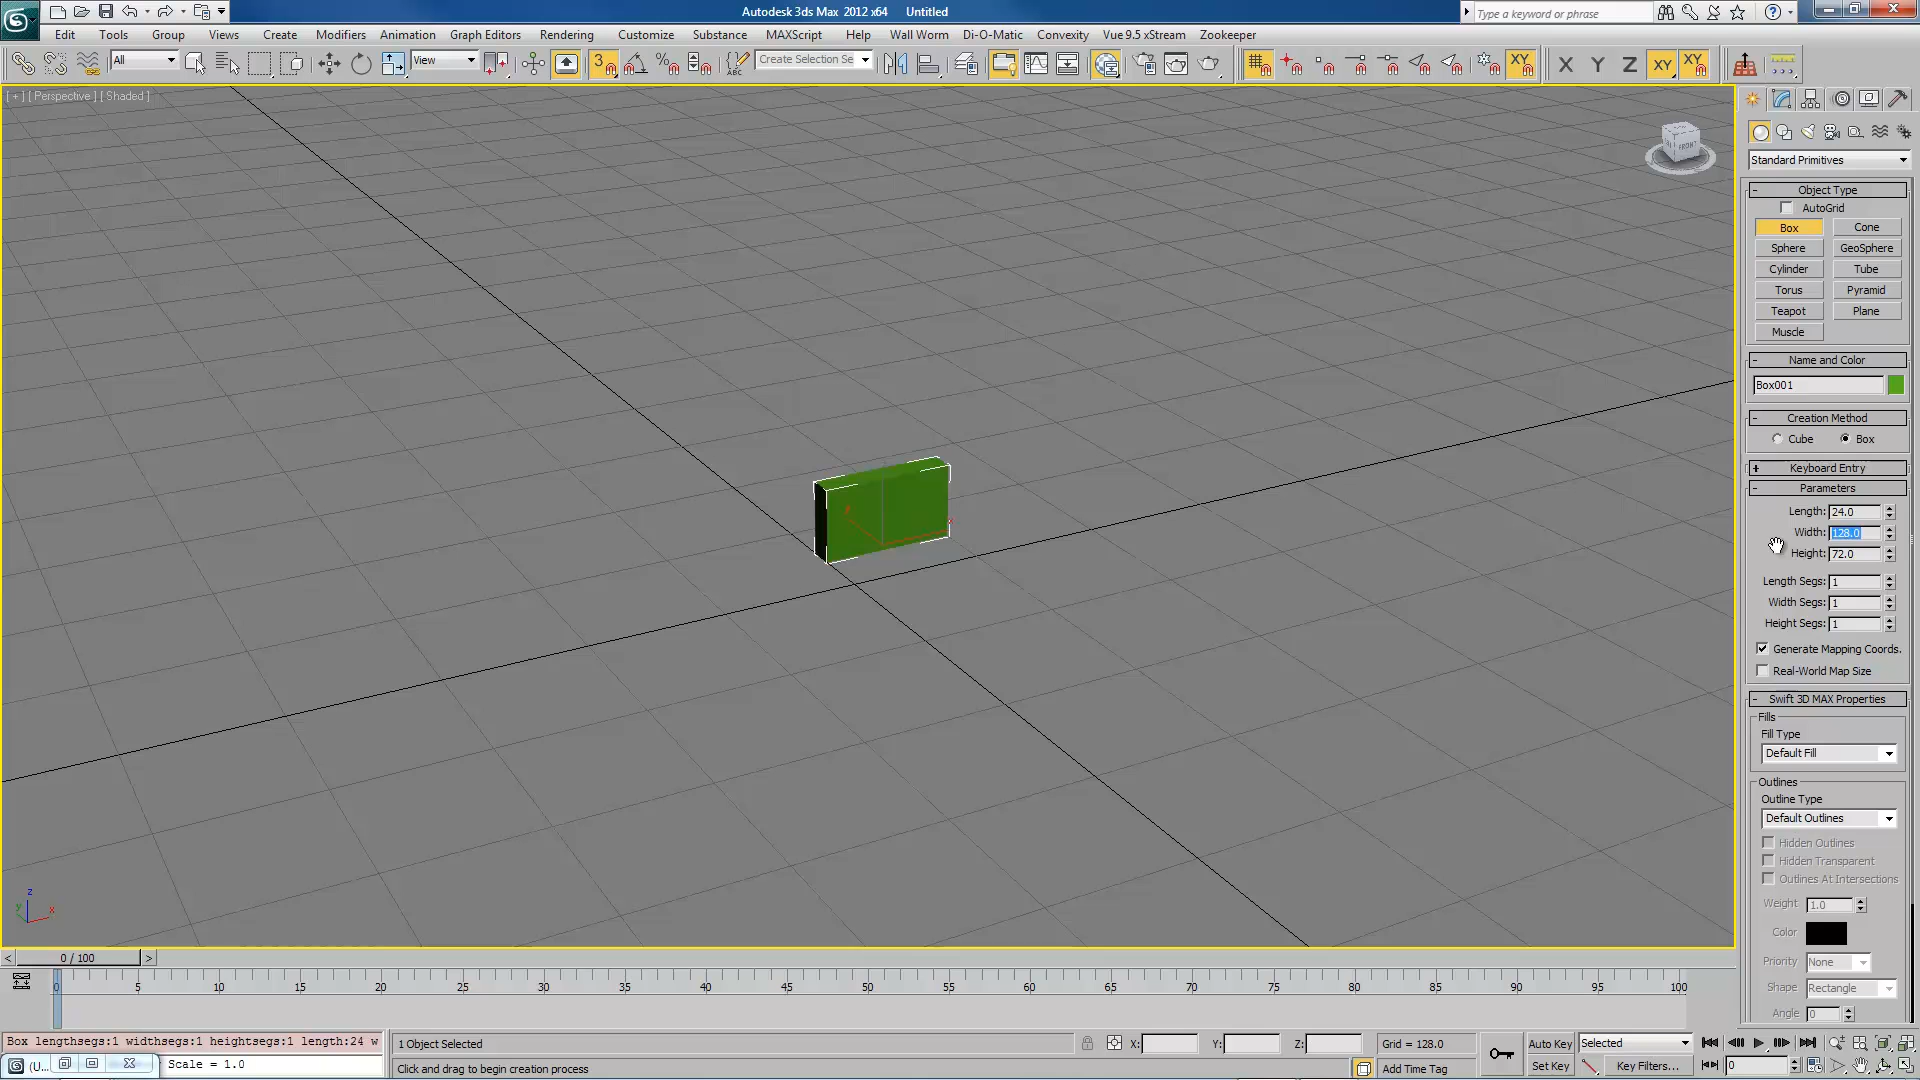 Autodesk 3ds Max 2012 x64 Untitled
Type a keyword or phrase
Edit Tools Group Views Create Modifiers Animation Graph Editors Rendering Customize Substance MAXScript Help Wall Worm Di-O-Matic Convexity Vue 9.5 xStream Zookeeper
All
View
3
ABC
Create Selection Se
XY
X Y Z XY XY
[ + ] [ Perspective ] [ Shaded ]
FRONT
Standard Primitives
- Object Type
AutoGrid
Box Cone
Sphere GeoSphere
Cylinder Tube
Torus Pyramid
Teapot Plane
Muscle
- Name and Color
Box001
- Creation Method
Cube Box
+ Keyboard Entry
- Parameters
Length: 24.0
Width: 128.0
Height: 72.0
Length Segs: 1
Width Segs: 1
Height Segs: 1
Generate Mapping Coords.
Real-World Map Size
- Swift 3D MAX Properties
Fills
Fill Type
Default Fill
Outlines
Outline Type
Default Outlines
Hidden Outlines
Hidden Transparent
Outlines At Intersections
Weight 1.0
Color
Priority None
Shape Rectangle
Angle 0
z
y x
< 0 / 100 >
0 5 10 15 20 25 30 35 40 45 50 55 60 65 70 75 80 85 90 95 100
Box lengthsegs:1 widthsegs:1 heightsegs:1 length:24 w
1 Object Selected
X: Y: Z:
Grid = 128.0
Auto Key
Selected
(U...
Scale = 1.0
Click and drag to begin creation process
Add Time Tag
Set Key
Key Filters...
0